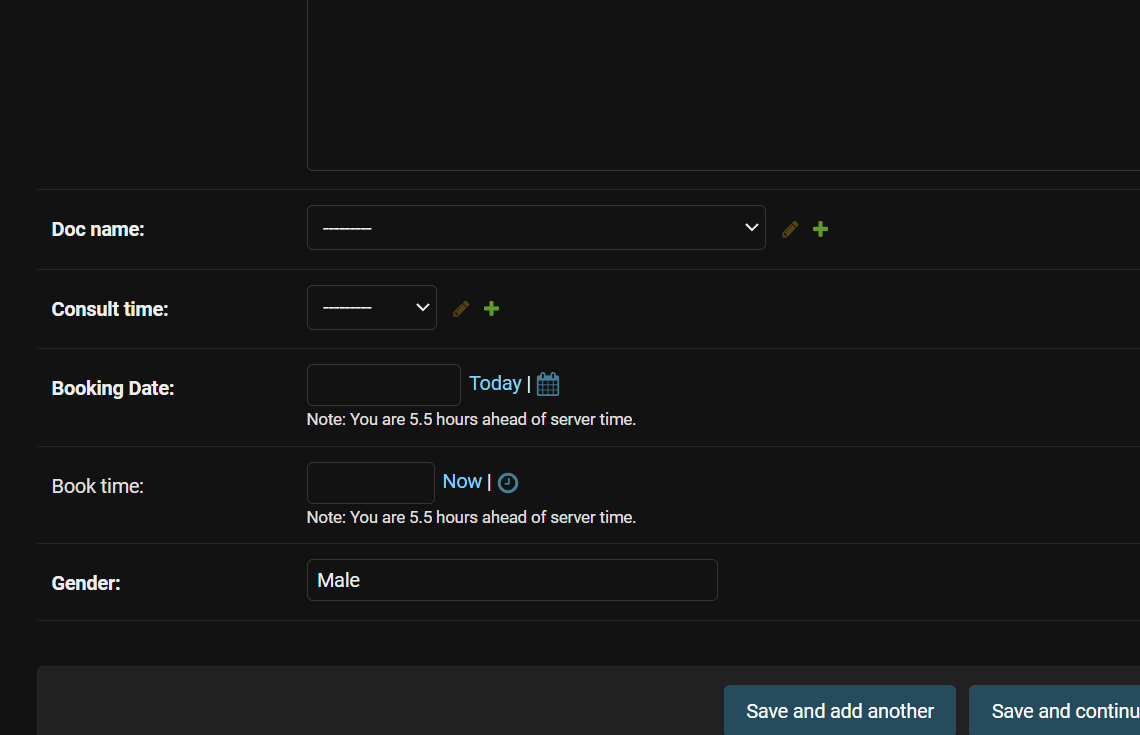 Doc name: ---------
Consult time: ---------
Booking Date: Today |
Note: You are 5.5 hours ahead of server time.
Book time: Now |
Note: You are 5.5 hours ahead of server time.
Gender: Male
Save and add another Save and continu